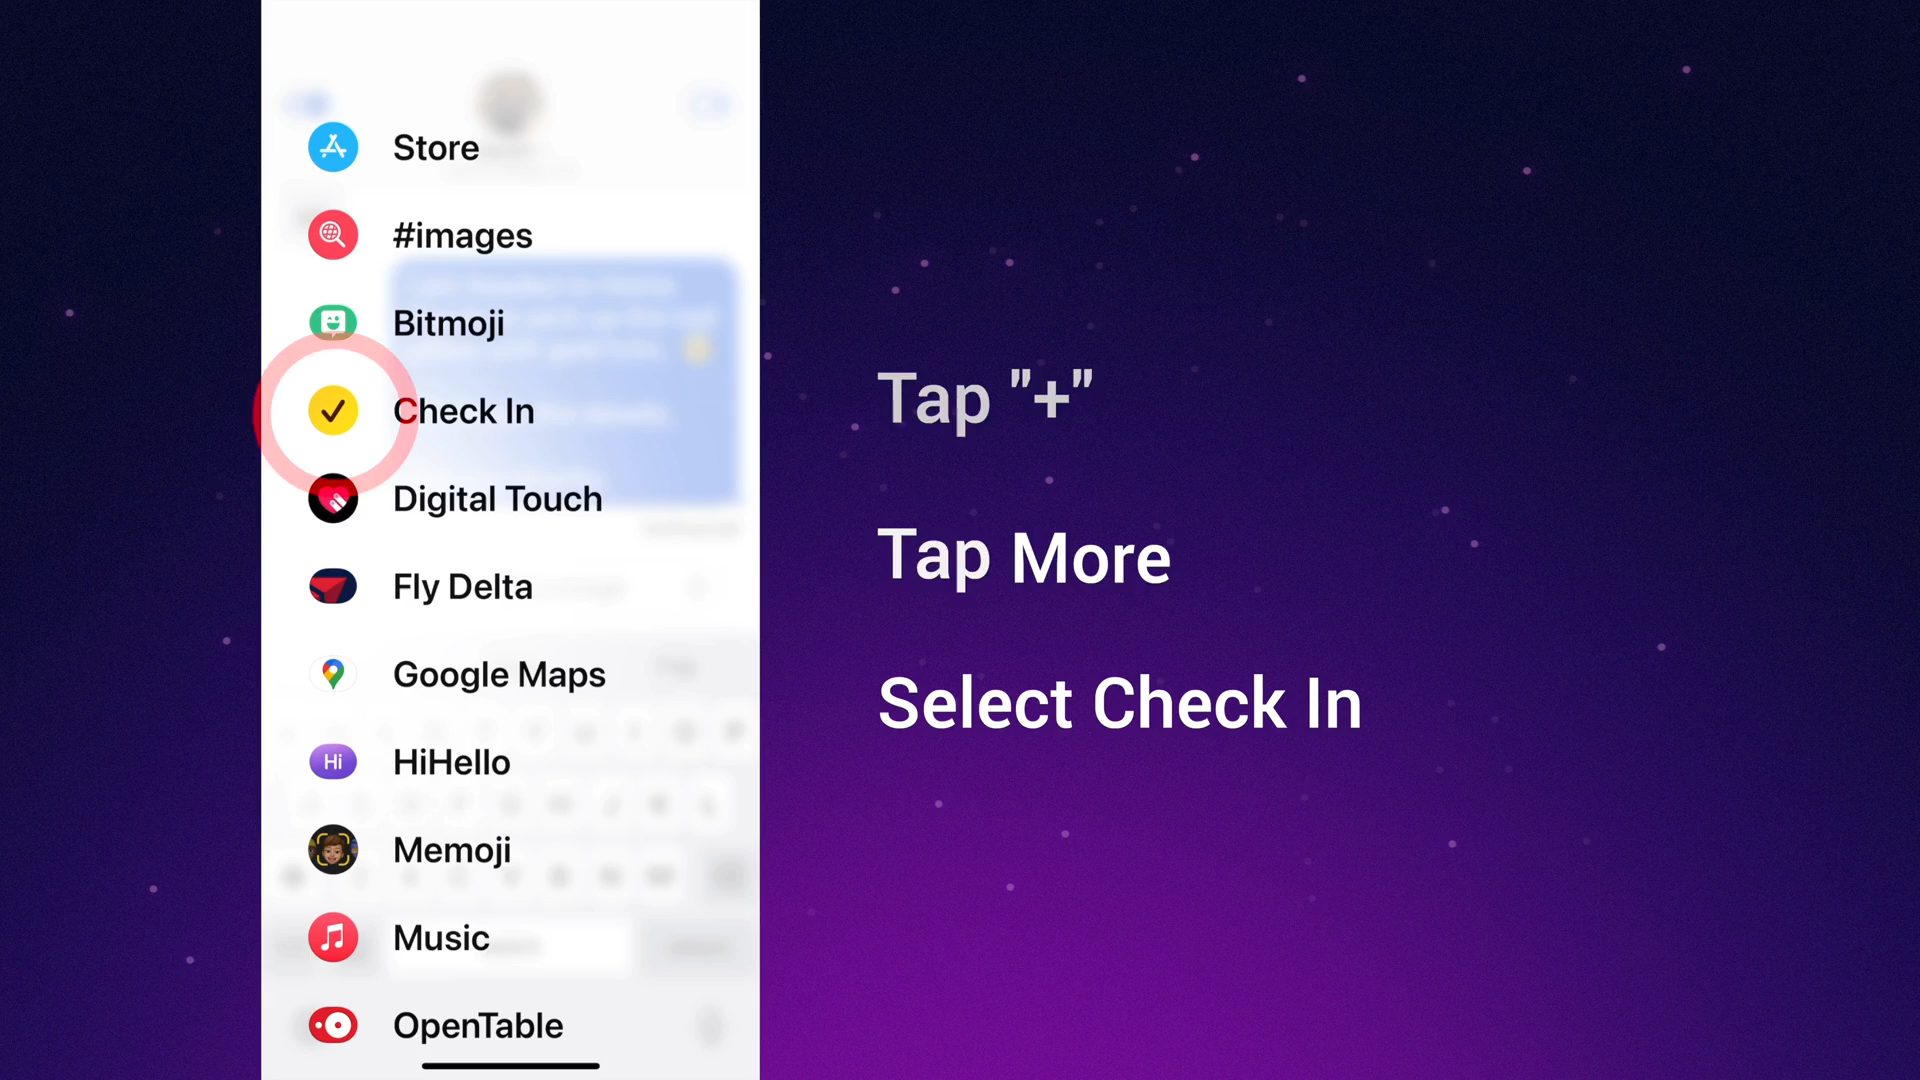 Store
#images
Bitmoji
Check In
Digital Touch
Fly Delta
Google Maps
Hi
HiHello
Memoji
Music
OpenTable
Tap "+"
Tap More
Select Check In